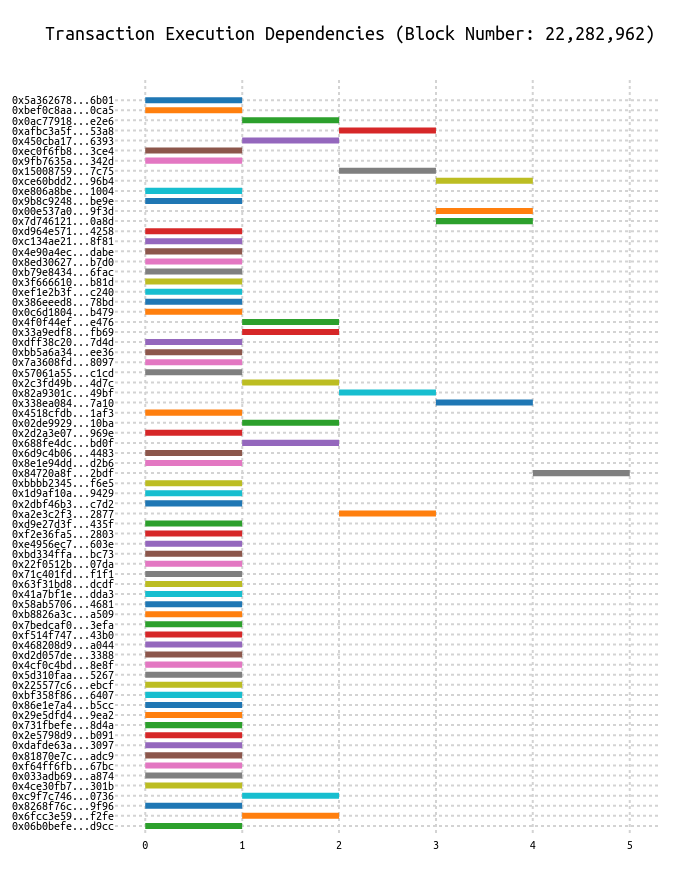 Transaction Execution Dependencies (Block Number: 22,282,962)
0x5a362678...6b01
0xbef0c8aa...0ca5
0x0ac77918...e2e6
0xafbc3a5f...53a8
0x450cba17...6393
0xec0f6fb8...3ce4
0x9fb7635a...342d
0x15008759...7c75
0xce60bdd2...96b4
0xe806a8be...1004
0x9b8c9248...be9e
0x00e537a0...9f3d
0x7d746121...0a8d
0xd964e571...4258
0xc134ae21...8f81
0x4e90a4ec...dabe
0x8ed30627...b7d0
0xb79e8434...6fac
0x3f666610...b81d
0xef1e2b3f...c240
0x386eeed8...78bd
0x0c6d1804...b479
0x4f0f44ef...e476
0x33a9edf8...fb69
0xdff38c20...7d4d
0xbb5a6a34...ee36
0x7a3608fd...8097
0x57061a55...c1cd
0x2c3fd49b...4d7c
0x82a9301c...49bf
0x338ea084...7a10
0x4518cfdb...1af3
0x02de9929...10ba
0x2d2a3e07...969e
0x688fe4dc...bd0f
0x6d9c4b06...4483
0x8e1e94dd...d2b6
0x84720a8f...2bdf
0xbbbb2345...f6e5
0x1d9af10a...9429
0x2dbf46b3...c7d2
0xa2e3c2f3...2877
0xd9e27d3f...435f
0xf2e36fa5...2803
0xe4956ec7...603e
0xbd334ffa...bc73
0x22f0512b...07da
0x71c401fd...f1f1
0x63f31bd8...dcdf
0x41a7bf1e...dda3
0x58ab5706...4681
0xb8826a3c...a509
0x7bedcaf0...3efa
0xf514f747...43b0
0x468208d9...a044
0xd2d057de...3388
0x4cf0c4bd...8e8f
0x5d310faa...5267
0x225577c6...ebcf
0xbf358f86...6407
0x86e1e7a4...b5cc
0x29e5dfd4...9ea2
0x731fbefe...8d4a
0x2e5798d9...b091
0xdafde63a...3097
0x81870e7c...adc9
0xf64ff6fb...67bc
0x033adb69...a874
0x4ce30fb7...301b
0xc9f7c746...0736
0x8268f76c...9f96
0x6fcc3e59...f2fe
0x06b0befe...d9cc
0 1 2 3 4 5